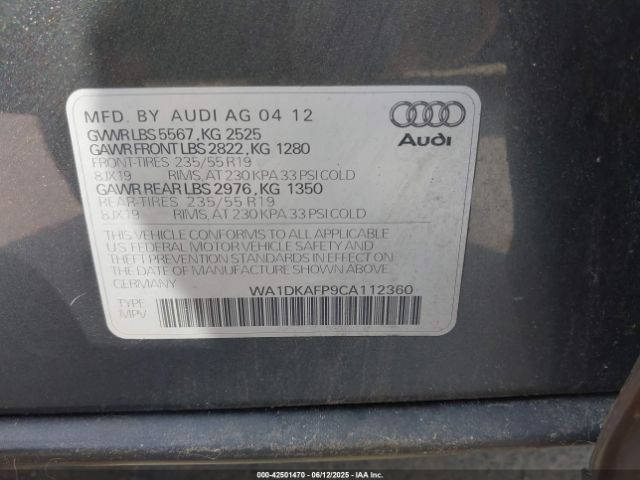 MFD. BY AUDI AG 04 12
GVWR LBS 5567, KG 2525
GAWR FRONT LBS 2822, KG 1280
FRONT-TIRES 235/55 R19
8JX19 RIMS, AT 230 KPA 33 PSI COLD
GAWR REAR LBS 2976, KG 1350
REAR-TIRES 235/55 R19
8JX19 RIMS, AT 230 KPA 33 PSI COLD
Audi
THIS VEHICLE CONFORMS TO ALL APPLICABLE
U.S. FEDERAL MOTOR VEHICLE SAFETY AND
THEFT PREVENTION STANDARDS IN EFFECT ON
THE DATE OF MANUFACTURE SHOWN ABOVE.
GERMANY
WA1DKAFP9CA112360
TYPE
MPV
000-42501470 - 06/12/2025 - IAAI.COM